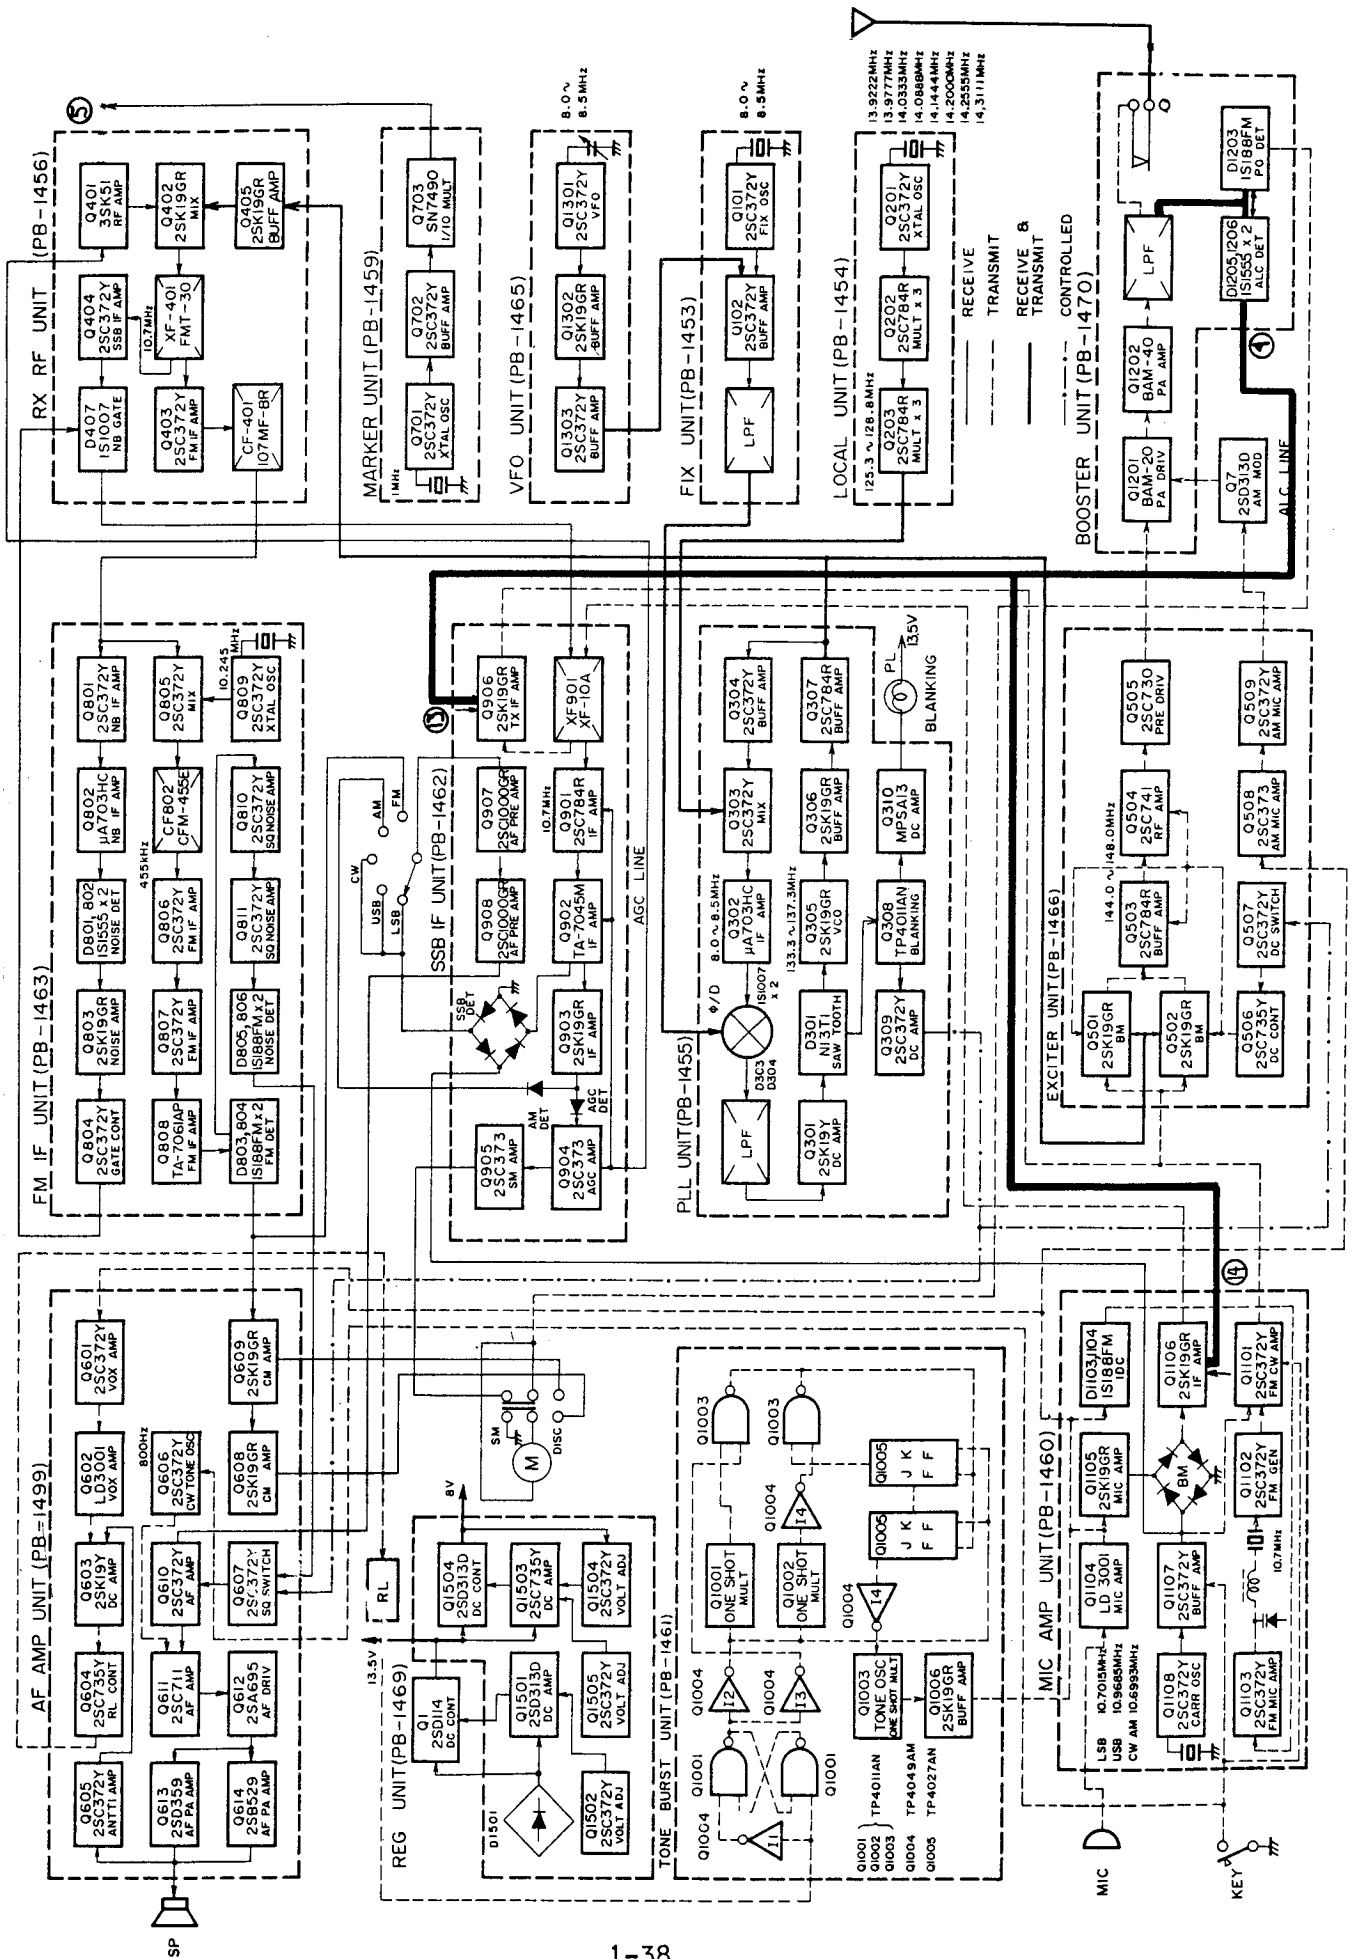 AF AMP UNIT (PB-1499)
SP
Q605
2SC372Y
ANTTI AMP
Q604
2SC735Y
RL CONT
Q603
2SK19Y
DC AMP
Q602
LD3001
VOX AMP
Q601
2SC372Y
VOX AMP
Q613
2SD359
AF PA AMP
Q611
2SC711
AF AMP
Q610
2SC372Y
AF AMP
Q606
2SC372Y
CW TONE OSC
800Hz
Q614
2SB529
AF PA AMP
Q612
2SA695
AF DRIV
Q607
2SC372Y
SQ SWITCH
Q608
2SK19GR
CM AMP
Q609
2SK19GR
CM AMP
FM IF UNIT (PB-1463)
Q804
2SC372Y
GATE CONT
Q803
2SK19GR
NOISE AMP
D801, 802
1S1555 x 2
NOISE DET
Q802
μA703HC
NB IF AMP
Q801
2SC372Y
NB IF AMP
Q808
TA-7061AP
FM IF AMP
Q807
2SC372Y
FM IF AMP
Q806
2SC372Y
FM IF AMP
455kHz
CF802
CFM-455E
Q805
2SC372Y
MIX
D803,804
1S188FM x 2
FM DET
D805, 806
1S188FM x 2
NOISE DET
Q811
2SC372Y
SQ NOISE AMP
Q810
2SC372Y
SQ NOISE AMP
Q809
2SC372Y
XTAL OSC
10.245
MHz
RX RF UNIT (PB-1456)
D407
1S1007
NB GATE
Q404
2SC372Y
SSB IF AMP
Q401
3SK51
RF AMP
Q403
2SC372Y
FM IF AMP
10.7MHz
XF-401
FMT-30
Q402
2SK19GR
MIX
CF-401
107MF-8R
Q405
2SK19GR
BUFF AMP
⑤
MARKER UNIT (PB-1459)
1MHz
Q701
2SC372Y
XTAL OSC
Q702
2SC372Y
BUFF AMP
Q703
SN7490
1/10 MULT
VFO UNIT (PB-1465)
Q1303
2SC372Y
BUFF AMP
Q1302
2SK19GR
BUFF AMP
Q1301
2SC372Y
VFO
8.0 ~
8.5MHz
FIX UNIT (PB-1453)
LPF
Q102
2SC372Y
BUFF AMP
Q101
2SC372Y
FIX OSC
8.0 ~
8.5MHz
LOCAL UNIT (PB-1454)
125.3 ~ 128.8MHz
Q203
2SC784R
MULT x 3
Q202
2SC784R
MULT x 3
Q201
2SC372Y
XTAL OSC
13.9222MHz
13.9777MHz
14.0333MHz
14.0888MHz
14.1444MHz
14.2000MHz
14.2555MHz
14.3111MHz
RECEIVE
TRANSMIT
RECEIVE &
TRANSMIT
CONTROLLED
REG UNIT (PB-1469)
D1501
Q1
2SD114
DC CONT
Q1501
2SD313D
DC AMP
13.5V
Q1504
2SD313D
DC CONT
8V
Q1503
2SC735Y
DC AMP
Q1502
2SC372Y
VOLT ADJ
Q1505
2SC372Y
VOLT ADJ
Q1504
2SC372Y
VOLT ADJ
RL
SM
M
DISC
SSB IF UNIT (PB-1462)
CW
AM
USB
LSB
FM
Q905
2SC373
SM AMP
AM
DET
SSB
DET
Q908
2SC1000GR
AF PRE AMP
Q907
2SC1000GR
AF PRE AMP
⑬
Q906
2SK19GR
TX IF AMP
Q904
2SC373
AGC AMP
AGC
DET
Q903
2SK19GR
IF AMP
Q902
TA-7045M
IF AMP
10.7MHz
Q901
2SC784R
IF AMP
XF901
XF-10A
AGC LINE
PLL UNIT (PB-1455)
LPF
Φ/D
D303
D304
1S1007
x 2
8.0 ~ 8.5MHz
Q302
μA703HC
IF AMP
Q303
2SC372Y
MIX
Q304
2SC372Y
BUFF AMP
Q301
2SK19Y
DC AMP
D301
N13T1
SAW TOOTH
133.3 ~ 137.3MHz
Q305
2SK19GR
VCO
Q306
2SK19GR
BUFF AMP
Q307
2SC784R
BUFF AMP
Q309
2SC372Y
DC AMP
Q308
TP4011AN
BLANKING
Q310
MPSA13
DC AMP
PL
13.5V
BLANKING
TONE BURST UNIT (PB-1461)
Q1004
I1
Q1001
Q1001
Q1004
I2
Q1004
I3
Q1001
ONE SHOT
MULT
Q1002
ONE SHOT
MULT
Q1004
I4
Q1003
Q1003
Q1001
Q1002
Q1003
TP4011AN
Q1004 TP4049AM
Q1005 TP4027AN
Q1003
TONE OSC
ONE SHOT MULT
Q1004
I4
Q1005
J K
F F
Q1005
J K
F F
Q1006
2SK19GR
BUFF AMP
MIC AMP UNIT (PB-1460)
MIC
KEY
LSB 10.7015MHz
USB 10.9685MHz
CW AM 10.6993MHz
Q1104
LD 3001
MIC AMP
Q1105
2SK19GR
MIC AMP
D1103,1104
1S188FM
IDC
Q1108
2SC372Y
CARR OSC
Q1107
2SC372Y
BUFF AMP
BM
Q1106
2SK19GR
IF AMP
Q1103
2SC372Y
FM MIC AMP
10.7MHz
Q1102
2SC372Y
FM GEN
Q1101
2SC372Y
FM CW AMP
⑭
EXCITER UNIT (PB-1466)
Q501
2SK19GR
BM
144.0 ~ 148.0MHz
Q502
2SK19GR
BM
Q503
2SC784R
BUFF AMP
Q504
2SC741
RF AMP
Q505
2SC730
PRE DRIV
Q506
2SC735Y
DC CONT
Q507
2SC372Y
DC SWITCH
Q508
2SC373
AM MIC AMP
Q509
2SC372Y
AM MIC AMP
BOOSTER UNIT (PB-1470)
Q1201
BAM-20
PA DRIV
Q1202
BAM-40
PA AMP
LPF
Q7
2SD313D
AM MOD
④
D1205,1206
1S1555 x 2
ALC DET
D1203
1S188FM
PO DET
ALC LINE
1-38